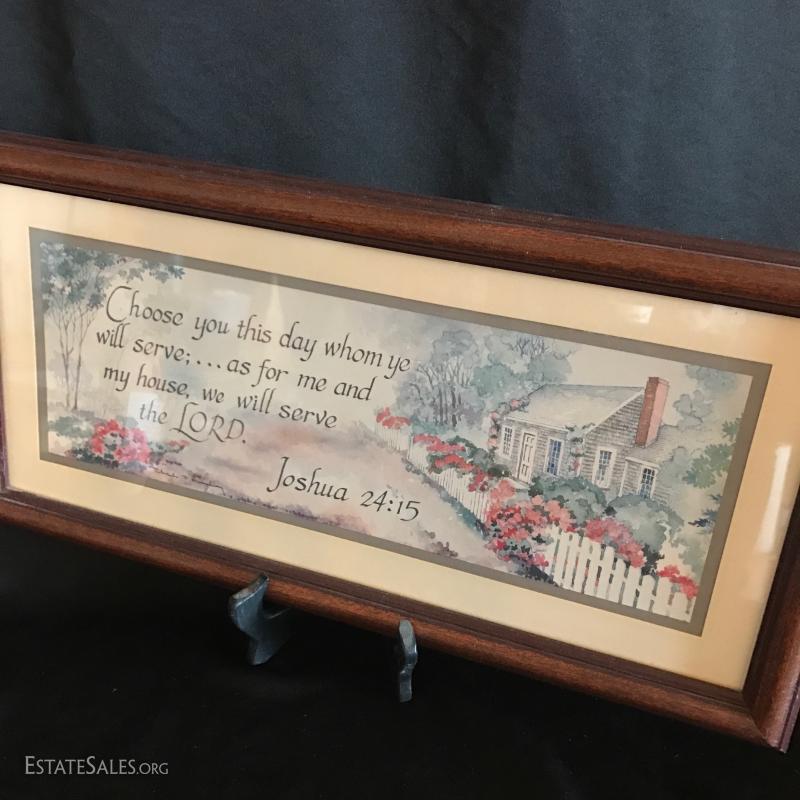 Choose you this day whom ye
will serve;...as for me and
my house, we will serve
the LORD.
Joshua 24:15
ESTATESALES.ORG